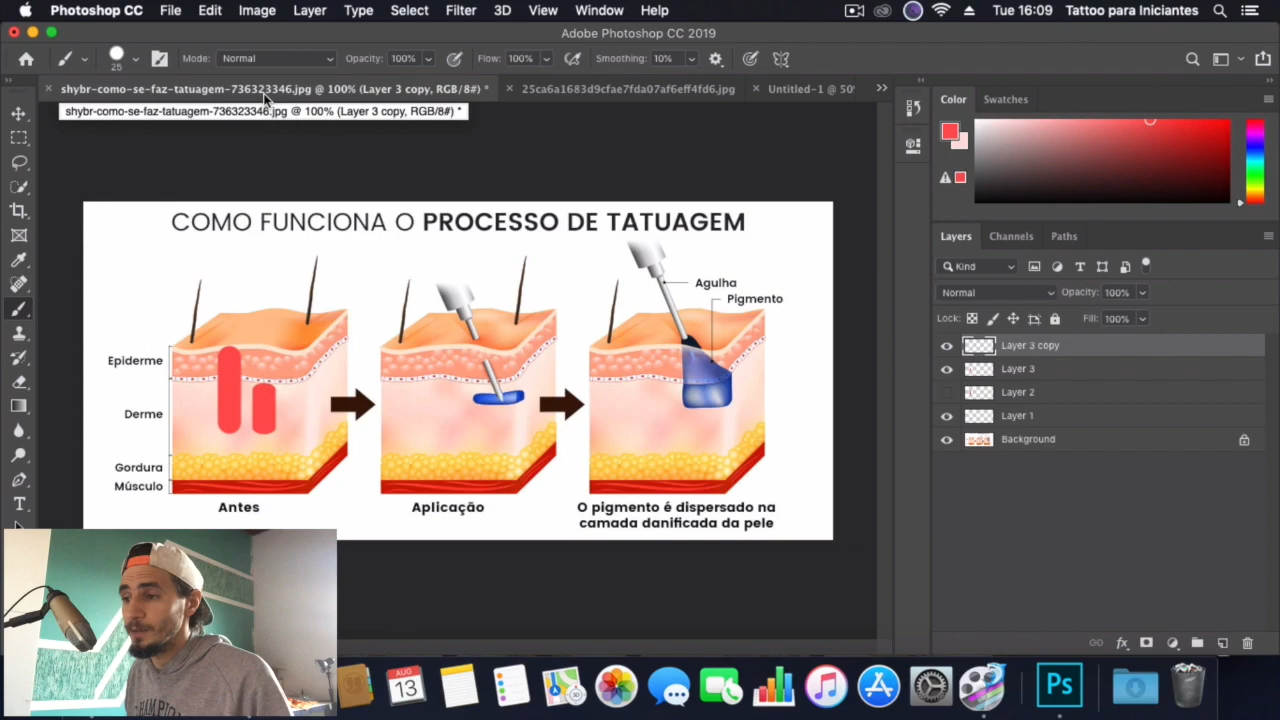 Photoshop CC File Edit Image Layer Type Select Filter 3D View Window Help Tue 16:09 Tattoo para Iniciantes
Adobe Photoshop CC 2019
25 Mode: Normal Opacity: 100% Flow: 100% Smoothing: 10%
shybr-como-se-faz-tatuagem-736323346.jpg @ 100% (Layer 3 copy, RGB/8#) *
25ca6a1683d9cfae7fda07af6eff4fd6.jpg
Untitled-1 @ 50
shybr-como-se-faz-tatuagem-736323346.jpg @ 100% (Layer 3 copy, RGB/8#) *
Color Swatches
COMO FUNCIONA O PROCESSO DE TATUAGEM
Agulha
Pigmento
Epiderme
Derme
Gordura
Músculo
Antes
Aplicação
O pigmento é dispersado na
camada danificada da pele
Layers Channels Paths
Kind
Normal Opacity: 100%
Lock: Fill: 100%
Layer 3 copy
Layer 3
Layer 2
Layer 1
Background
CHAMPION
AUG
13
Ps